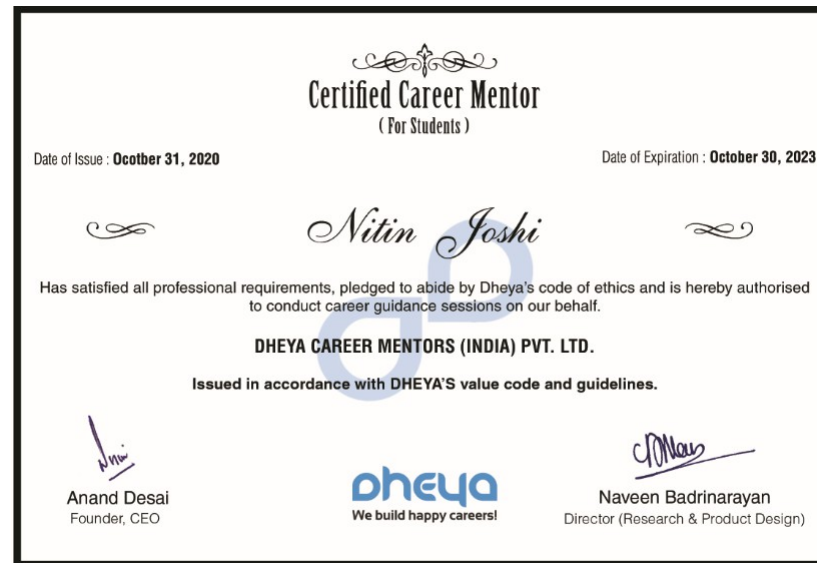 Certified Career Mentor
( For Students )
Date of Issue : Ocotber 31, 2020
Date of Expiration : October 30, 2023
Nitin Joshi
Has satisfied all professional requirements, pledged to abide by Dheya's code of ethics and is hereby authorised
to conduct career guidance sessions on our behalf.
DHEYA CAREER MENTORS (INDIA) PVT. LTD.
Issued in accordance with DHEYA'S value code and guidelines.
Anand Desai
Founder, CEO
Dheya
We build happy careers!
Naveen Badrinarayan
Director (Research & Product Design)